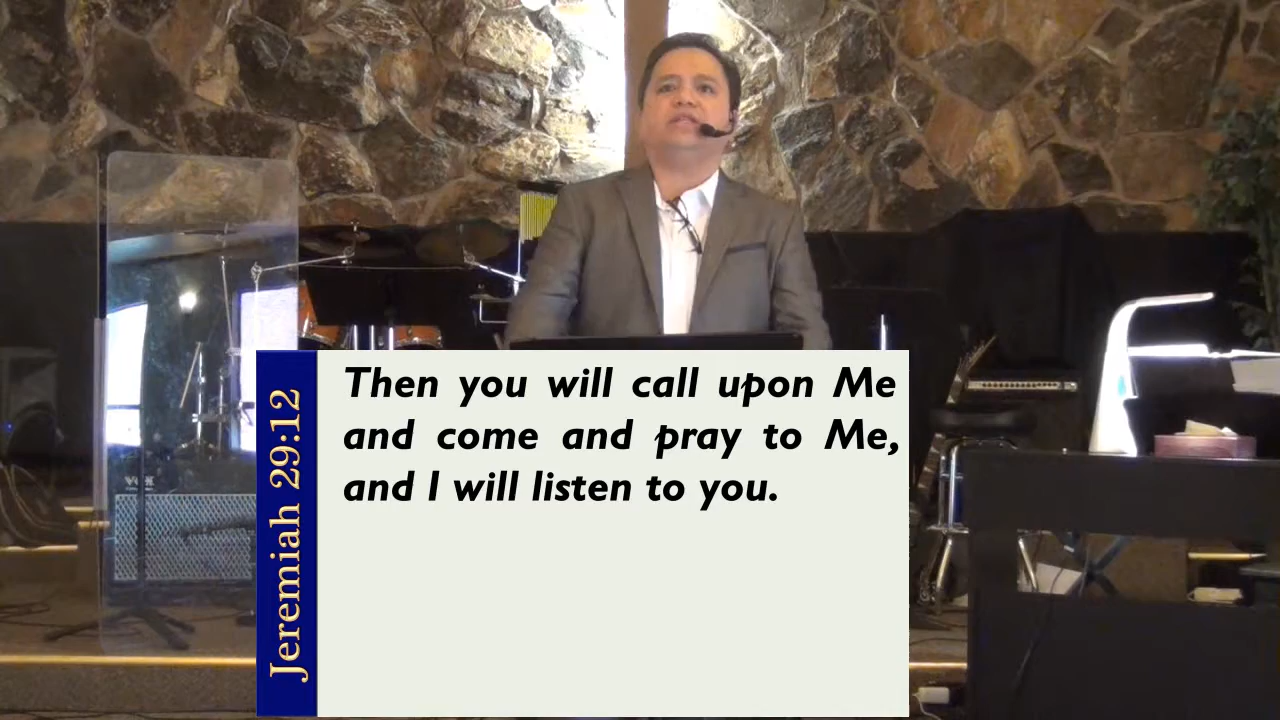 Jeremiah 29:12
Then you will call upon Me
and come and pray to Me,
and I will listen to you.
VOX